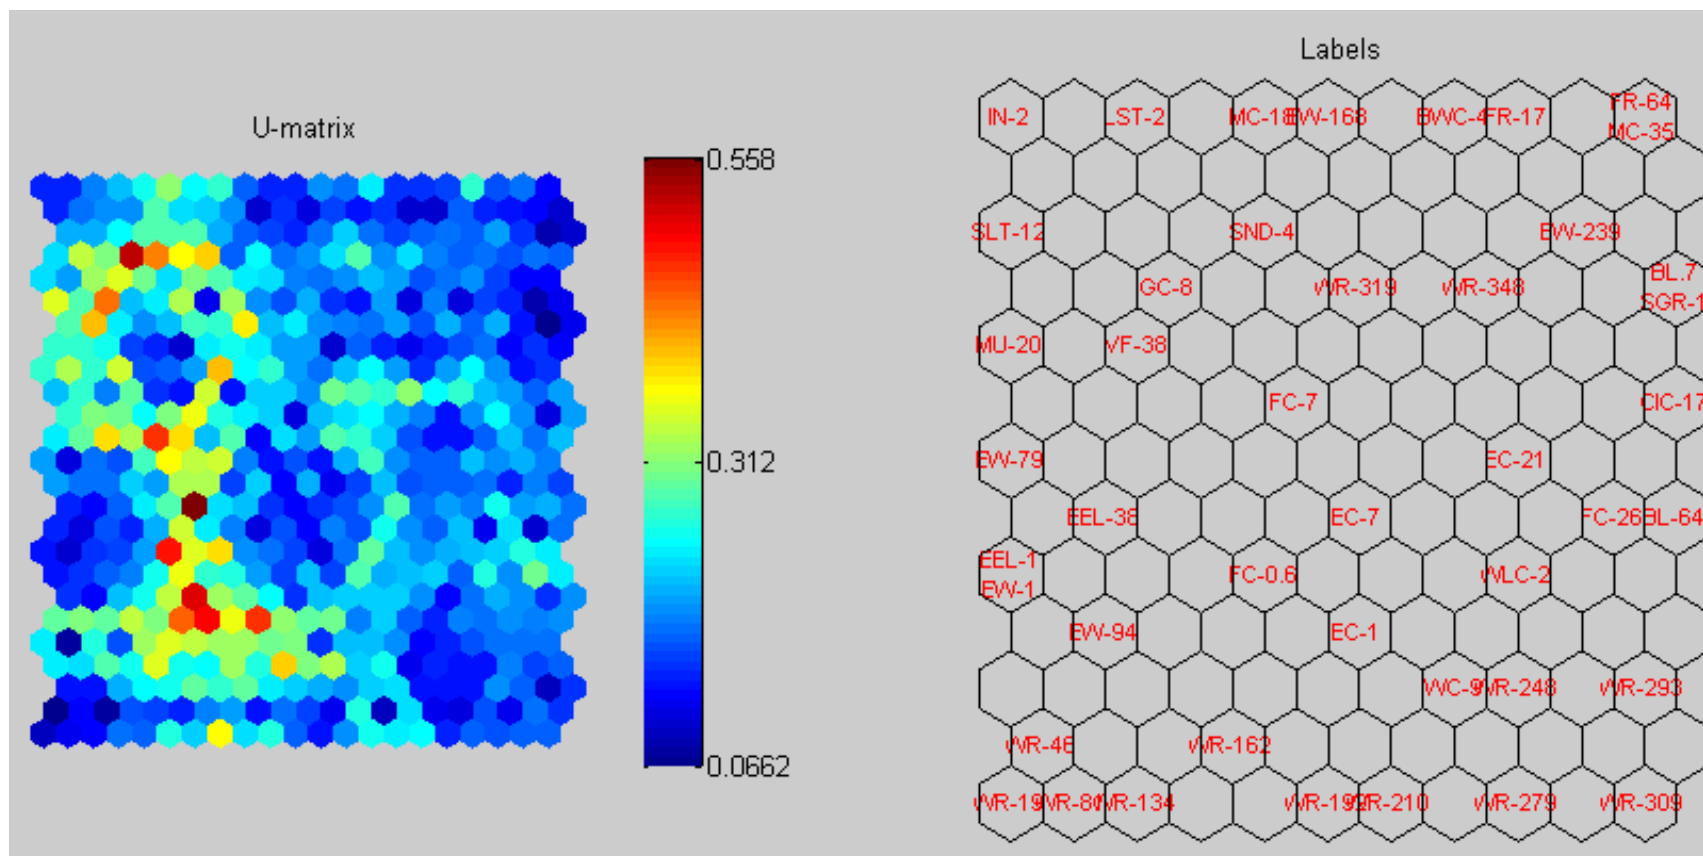 Labels
U-matrix
0.558
0.312
0.0662
IN-2 LST-2 MC-18 EW-168 BWC-4 FR-17 FR-64
MC-35
SLT-12 SND-4 EW-239
GC-8 WR-319 WR-348 BL.7
SGR-1
MU-20 VF-38
FC-7 CIC-17
EW-79 EC-21
EEL-38 EC-7 FC-26 BL-64
EEL-1
EW-1 FC-0.6 WLC-2
EW-94 EC-1
WC-9 WR-248 WR-293
WR-46 WR-162
WR-19 WR-134 WR-210 WR-279 WR-309